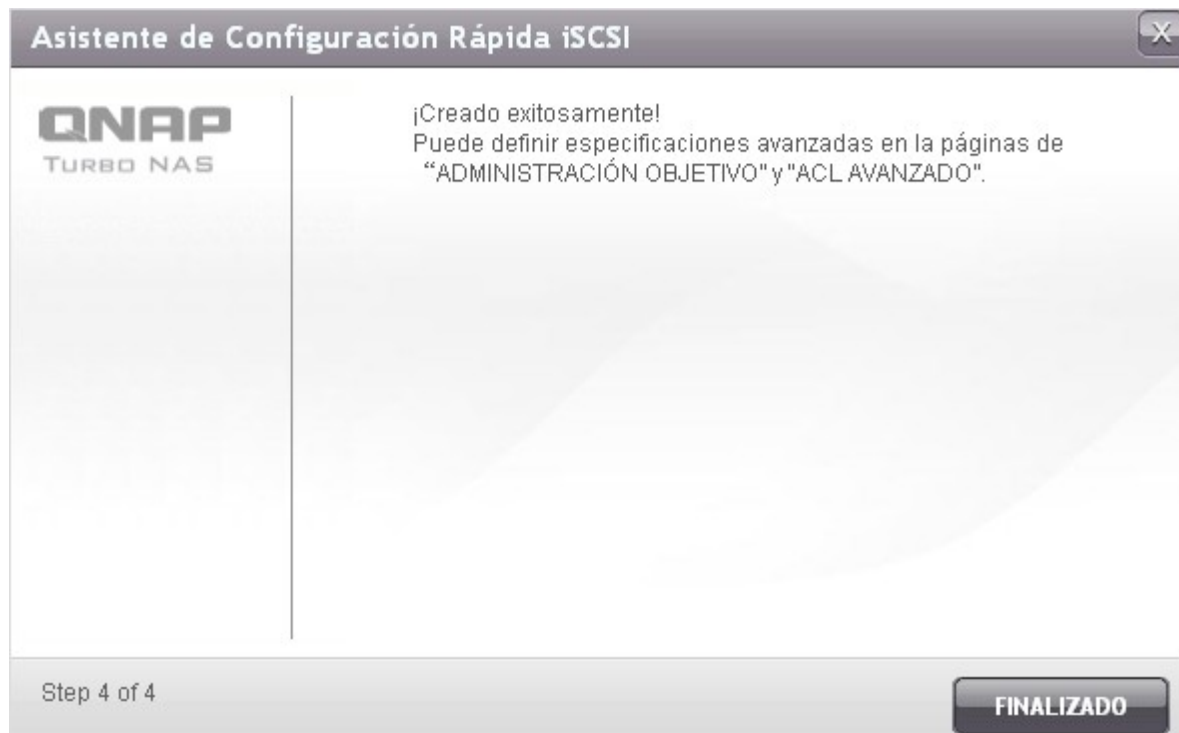 Asistente de Configuración Rápida iSCSI
X
QNAP
TURBO NAS
¡Creado exitosamente!
Puede definir especificaciones avanzadas en la páginas de
“ADMINISTRACIÓN OBJETIVO" y "ACL AVANZADO".
Step 4 of 4
FINALIZADO